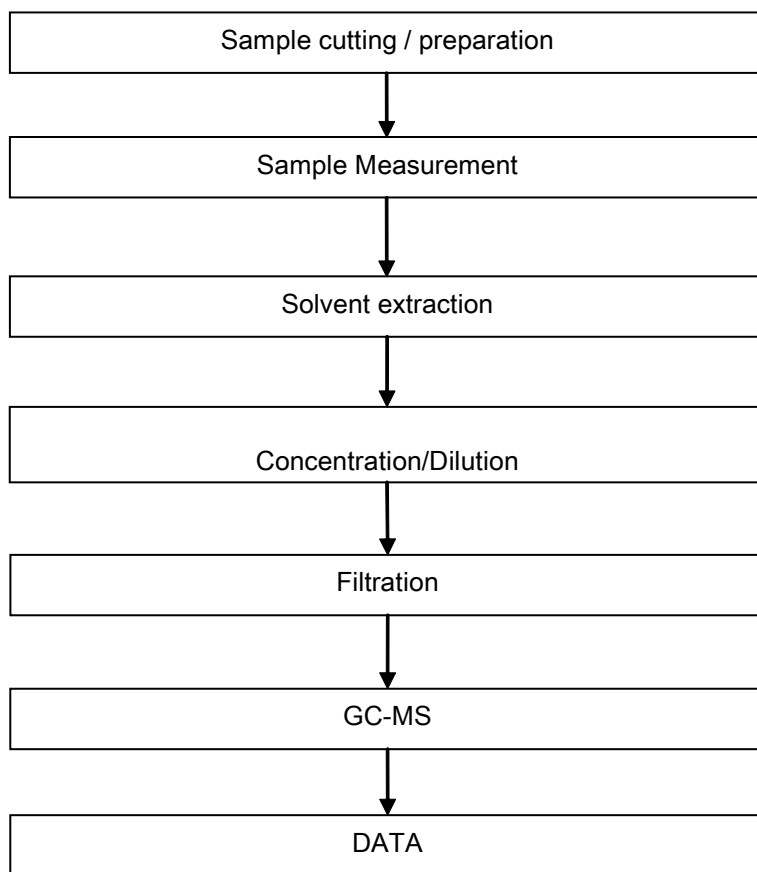 Sample cutting / preparation
Sample Measurement
Solvent extraction
Concentration/Dilution
Filtration
GC-MS
DATA